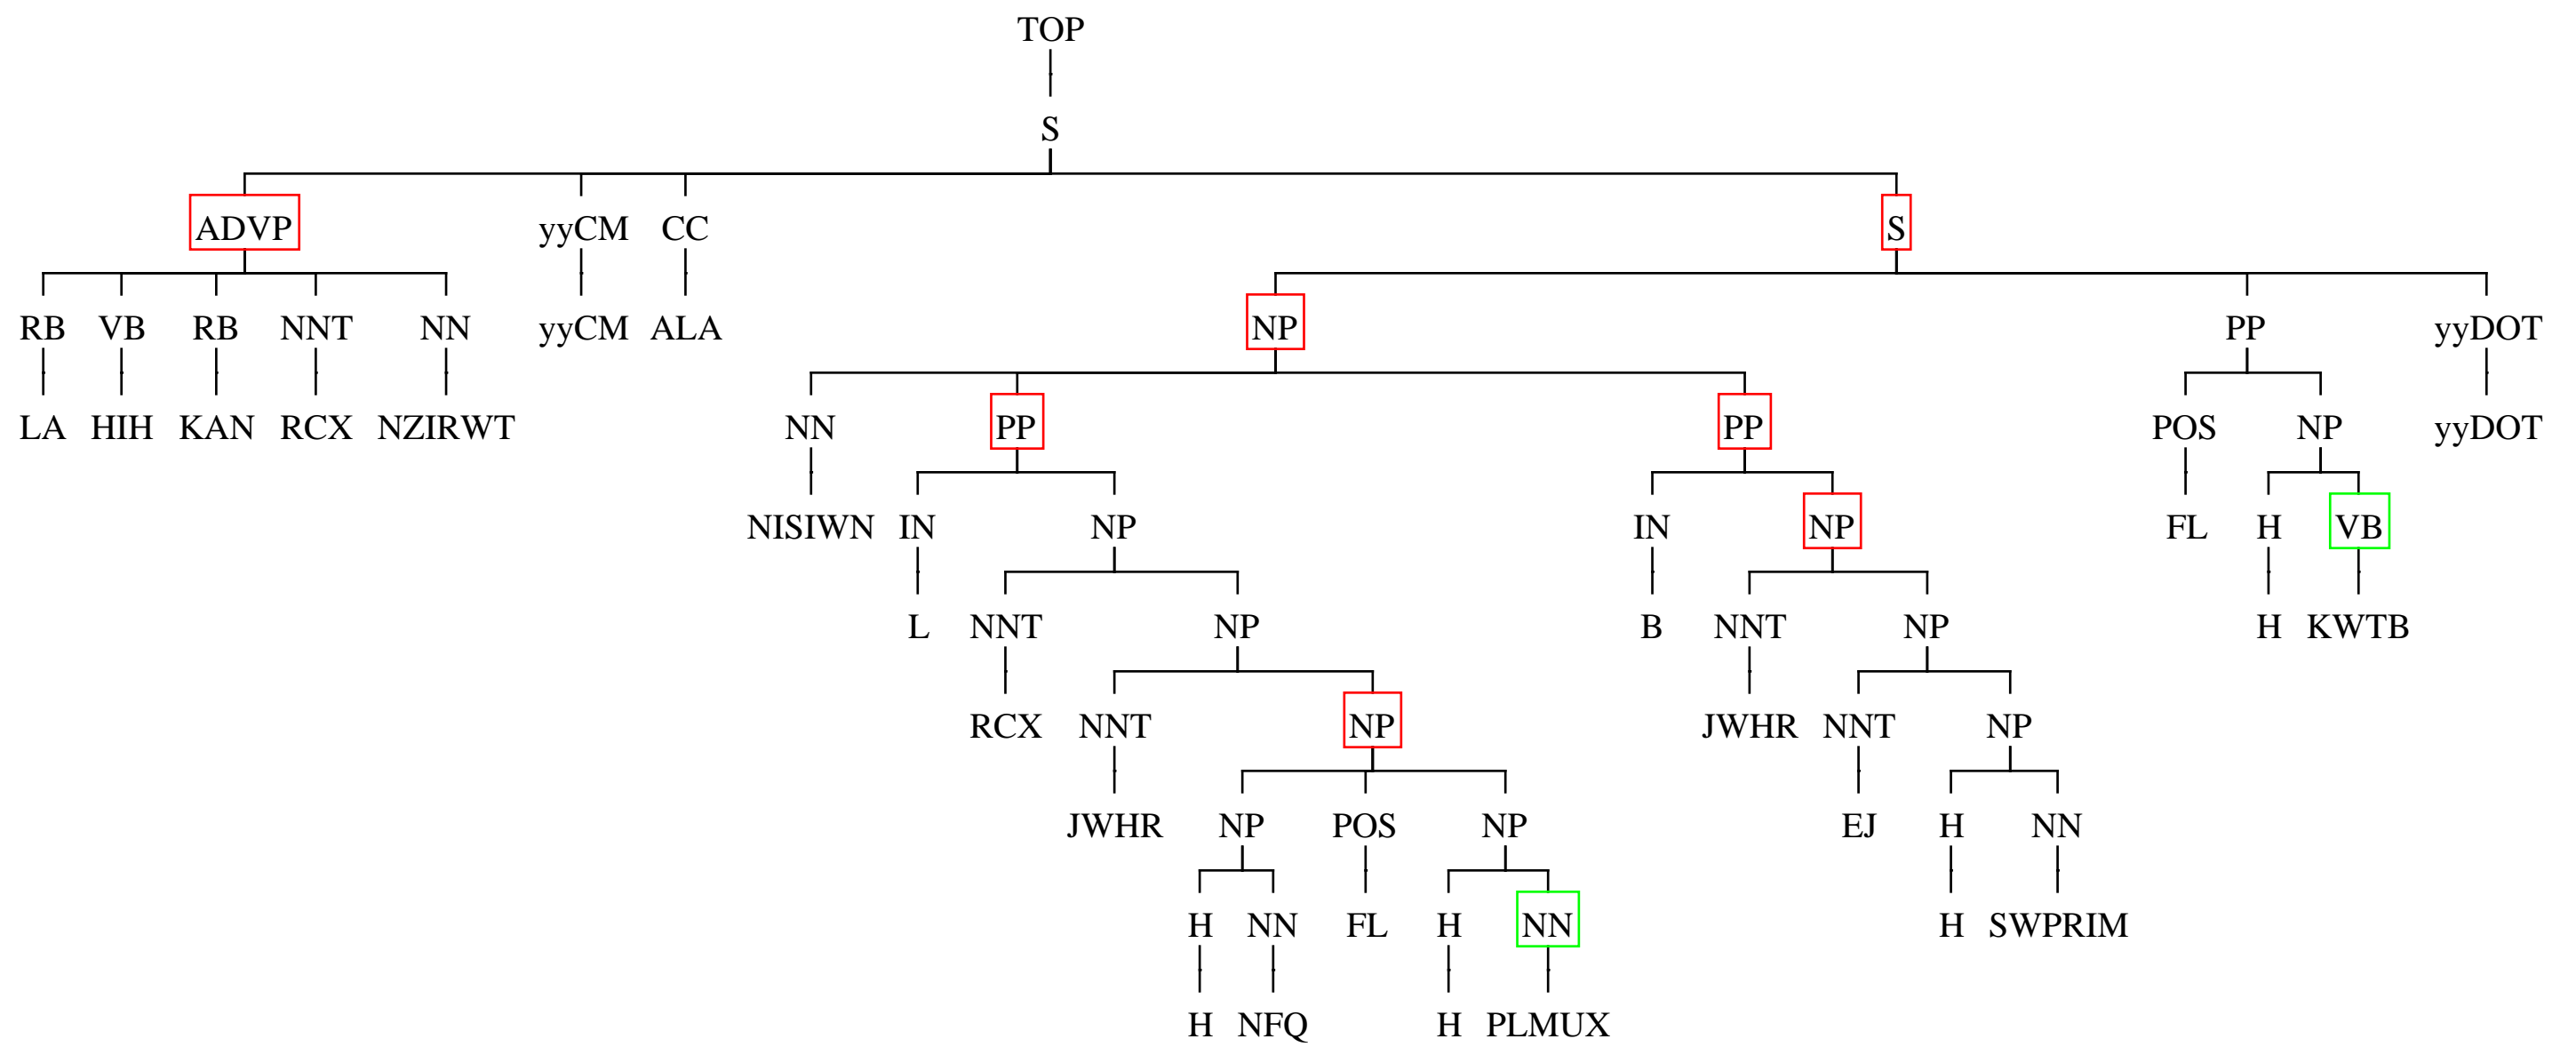 TOP
S
ADVP yyCM CC S
RB VB RB NNT NN yyCM ALA NP PP yyDOT
LA HIH KAN RCX NZIRWT NN PP PP POS NP yyDOT
NISIWN IN NP IN NP FL H VB
L NNT NP B NNT NP H KWTB
RCX NNT NP JWHR NNT NP
JWHR NP POS NP EJ H NN
H NN FL H NN H SWPRIM
H NFQ H PLMUX